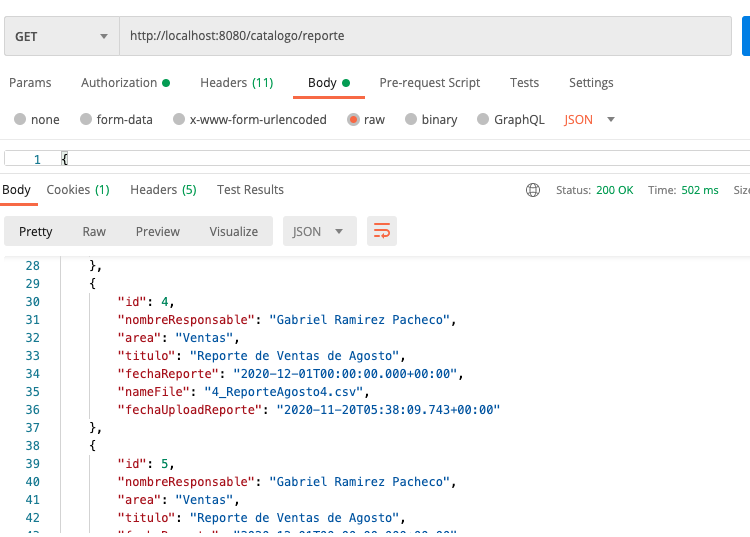 GET http://localhost:8080/catalogo/reporte
Params Authorization Headers (11) Body Pre-request Script Tests Settings
none form-data x-www-form-urlencoded raw binary GraphQL JSON
1 {
Body Cookies (1) Headers (5) Test Results Status: 200 OK Time: 502 ms Size
Pretty Raw Preview Visualize JSON
28 },
29 {
30 "id": 4,
31 "nombreResponsable": "Gabriel Ramirez Pacheco",
32 "area": "Ventas",
33 "titulo": "Reporte de Ventas de Agosto",
34 "fechaReporte": "2020-12-01T00:00:00.000+00:00",
35 "nameFile": "4_ReporteAgosto4.csv",
36 "fechaUploadReporte": "2020-11-20T05:38:09.743+00:00"
37 },
38 {
39 "id": 5,
40 "nombreResponsable": "Gabriel Ramirez Pacheco",
41 "area": "Ventas",
42 "titulo": "Reporte de Ventas de Agosto",